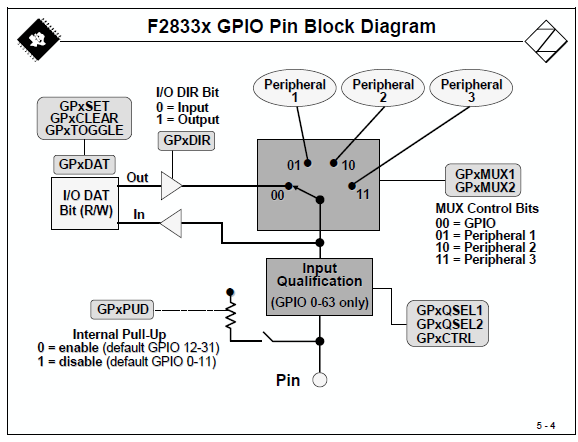 F2833x GPIO Pin Block Diagram
Peripheral
1
Peripheral
2
Peripheral
3
I/O DIR Bit
0 = Input
1 = Output
GPxSET
GPxCLEAR
GPxTOGGLE
GPxDIR
GPxDAT
I/O DAT
Bit (R/W)
Out
In
01
10
00
11
GPxMUX1
GPxMUX2
MUX Control Bits
00 = GPIO
01 = Peripheral 1
10 = Peripheral 2
11 = Peripheral 3
Input
Qualification
(GPIO 0-63 only)
GPxPUD
GPxQSEL1
GPxQSEL2
GPxCTRL
Internal Pull-Up
0 = enable (default GPIO 12-31)
1 = disable (default GPIO 0-11)
Pin
5 - 4